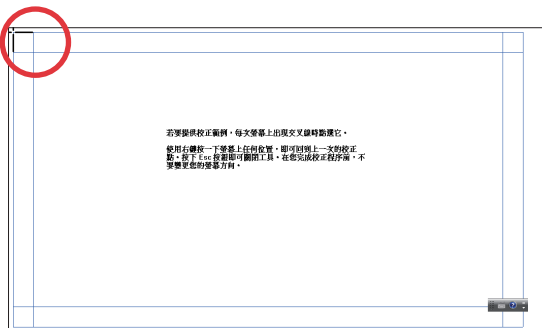 若要提供校正範例，每次螢幕上出現交叉線時點選它。
使用右鍵按一下螢幕上任何位置，即可回到上一次的校正
點。按下 Esc 按鈕即可關閉工具。在您完成校正程序前，不
要變更您的螢幕方向。